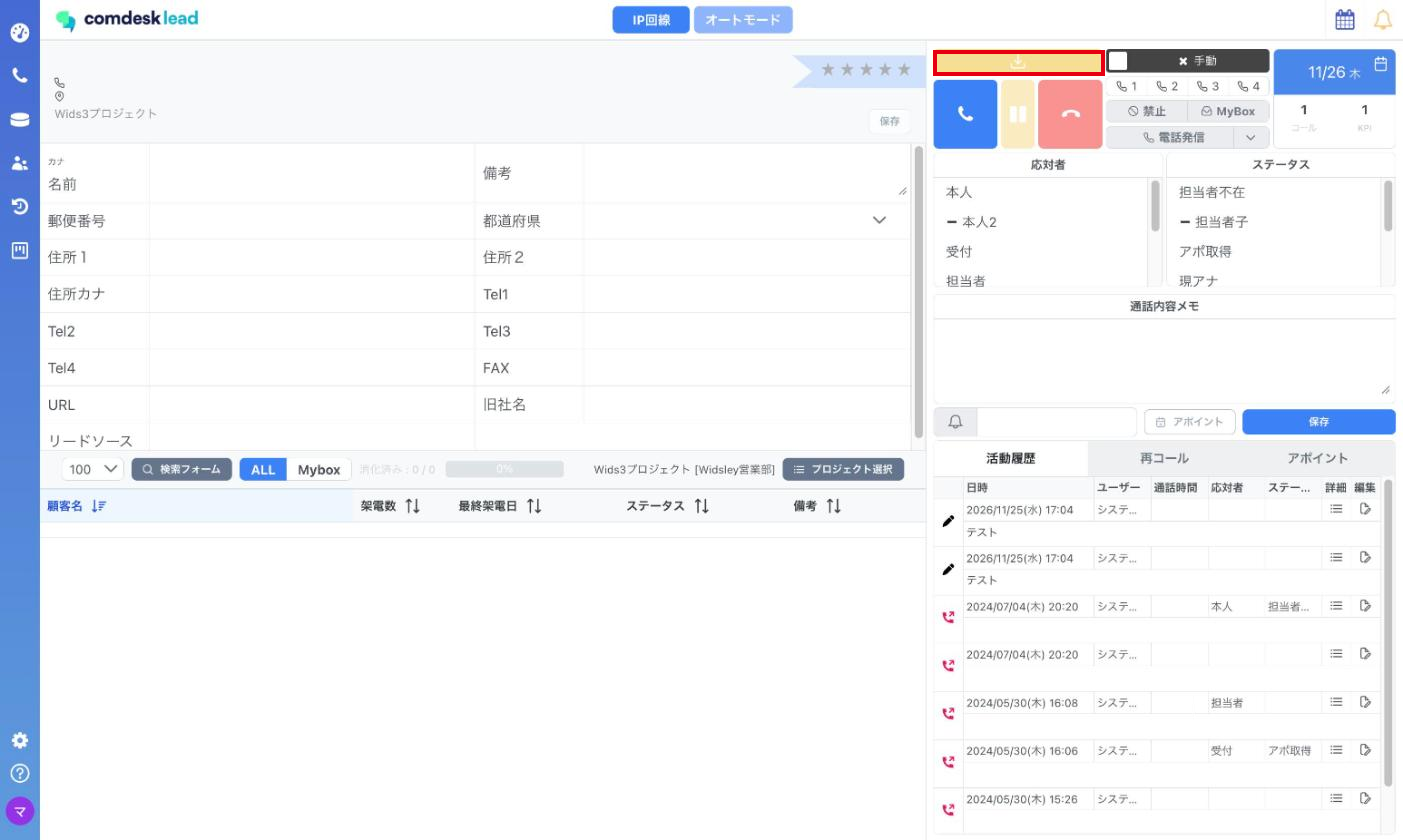 comdesk lead
IP回線 オートモード
Wids3プロジェクト
保存
カナ
名前 備考
郵便番号 都道府県
住所1 住所2
住所カナ Tel1
Tel2 Tel3
Tel4 FAX
URL 旧社名
リードソース
100 検索フォーム ALL Mybox 消化済み : 0 / 0 0% Wids3プロジェクト [Widsley営業部] プロジェクト選択
顧客名 架電数 最終架電日 ステータス 備考
手動
1 2 3 4
禁止 MyBox
電話発信
11/26 木
1 1
コール KPI
応対者 ステータス
本人 担当者不在
ー 本人2 ー 担当者子
受付 アポ取得
担当者 現アナ
通話内容メモ
アポイント 保存
活動履歴 再コール アポイント
日時 ユーザー 通話時間 応対者 ステー... 詳細 編集
2026/11/25(水) 17:04 システ...
テスト
2026/11/25(水) 17:04 システ...
テスト
2024/07/04(木) 20:20 システ... 本人 担当者...
2024/07/04(木) 20:20 システ...
2024/05/30(木) 16:08 システ... 担当者
2024/05/30(木) 16:06 システ... 受付 アポ取得
2024/05/30(木) 15:26 システ...
マ